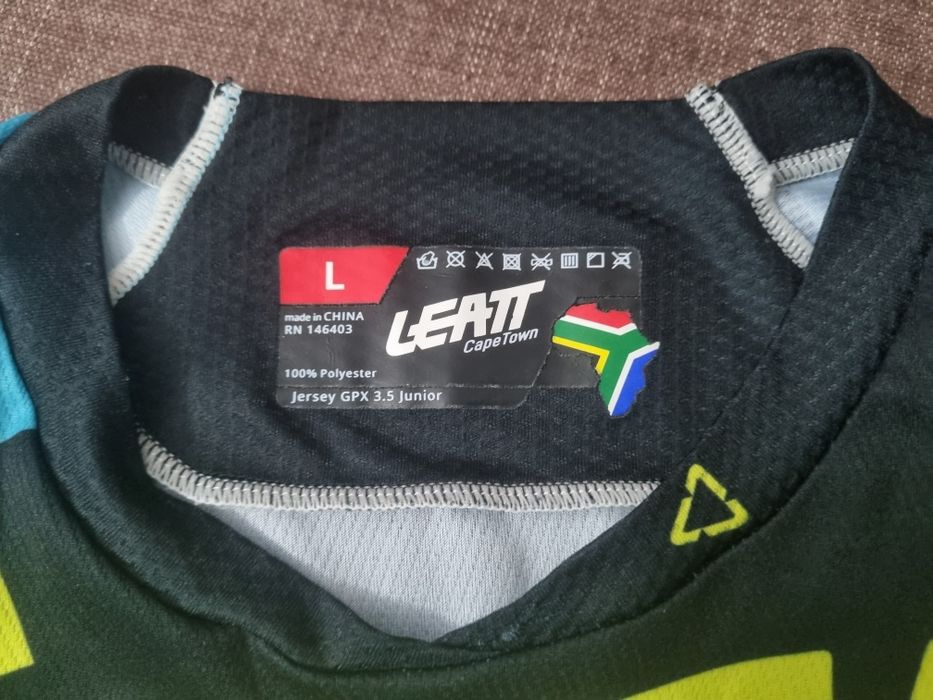 L
made in CHINA
RN 146403
LEATT
CapeTown
100% Polyester
Jersey GPX 3.5 Junior